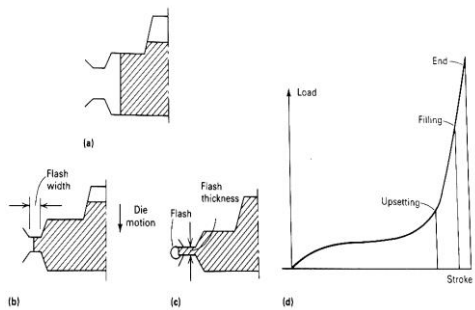 (a)
Flash
width
Die
motion
(b)
Flash
Flash
thickness
(c)
Load
End
Filling
Upsetting
Stroke
(d)